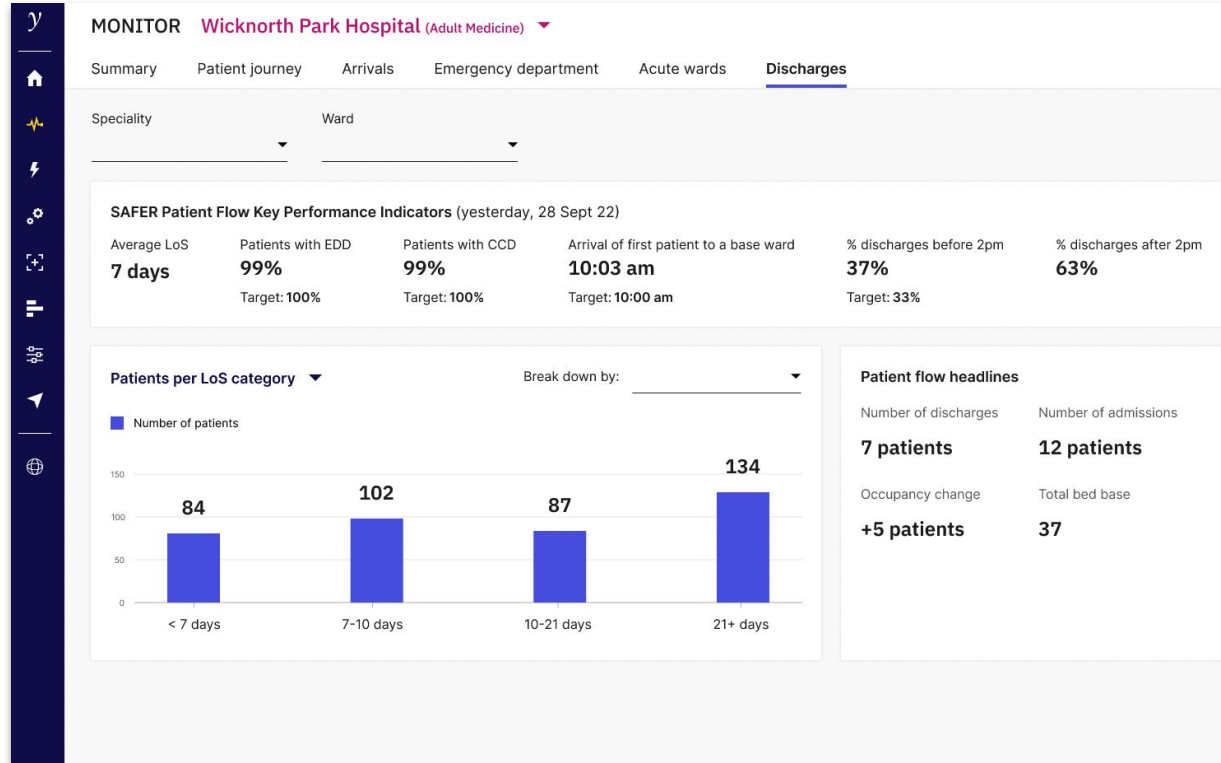 y
MONITOR Wicknorth Park Hospital (Adult Medicine)
Summary Patient journey Arrivals Emergency department Acute wards Discharges
Speciality Ward
SAFER Patient Flow Key Performance Indicators (yesterday, 28 Sept 22)
Average LoS Patients with EDD Patients with CCD Arrival of first patient to a base ward % discharges before 2pm % discharges after 2pm
7 days 99% 99% 10:03 am 37% 63%
Target: 100% Target: 100% Target: 10:00 am Target: 33%
Patients per LoS category Break down by:
Number of patients
150
100
50
0
84 102 87 134
< 7 days 7-10 days 10-21 days 21+ days
Patient flow headlines
Number of discharges Number of admissions
7 patients 12 patients
Occupancy change Total bed base
+5 patients 37